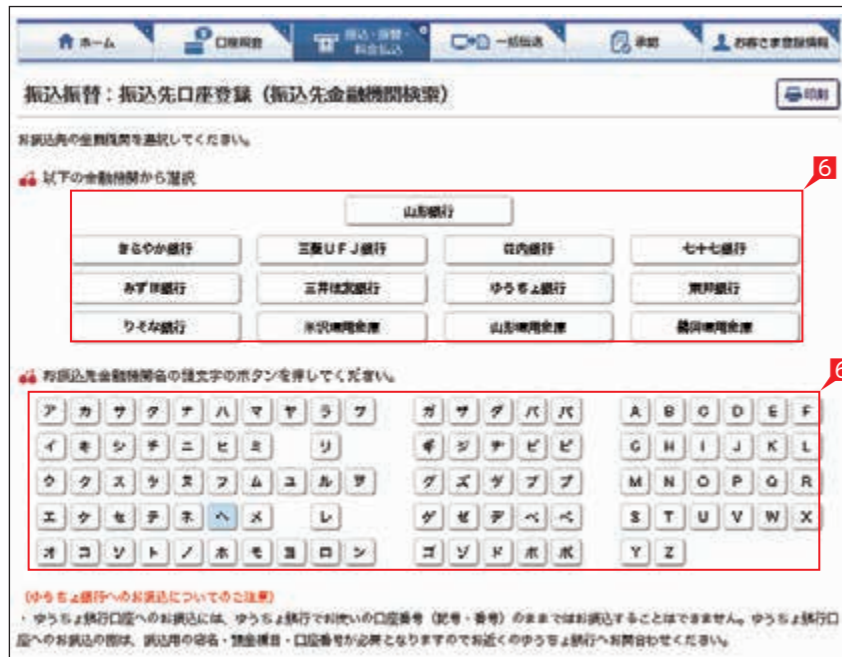 ホーム 口座照会 振込・振替・料金払込 一括伝送 承認 お客さま登録情報
振込振替：振込先口座登録（振込先金融機関検索） 印刷
お振込先の金融機関を選択してください。
以下の金融機関から選択
6
山形銀行
きらやか銀行 三菱UFJ銀行 荘内銀行 七十七銀行
みずほ銀行 三井住友銀行 ゆうちょ銀行 東邦銀行
りそな銀行 米沢信用金庫 山形信用金庫 鶴岡信用金庫
お振込先金融機関名の頭文字のボタンを押してください。
6
ア カ サ タ ナ ハ マ ヤ ラ ワ ガ ザ ダ バ パ A B C D E F
イ キ シ チ ニ ヒ ミ リ ギ ジ ヂ ビ ピ G H I J K L
ウ ク ス ツ ヌ フ ム ユ ル ヲ グ ズ ヅ ブ プ M N O P Q R
エ ケ セ テ ネ ヘ メ レ ゲ ゼ デ ベ ペ S T U V W X
オ コ ソ ト ノ ホ モ ヨ ロ ン ゴ ゾ ド ボ ポ Y Z
（ゆうちょ銀行へのお振込についてのご注意）
・ゆうちょ銀行口座へのお振込には、ゆうちょ銀行でお使いの口座番号（記号・番号）のままではお振込することはできません。ゆうちょ銀行口
座へのお振込の際は、振込用の店名・預金種目・口座番号が必要となりますのでお近くのゆうちょ銀行へお問合わせください。